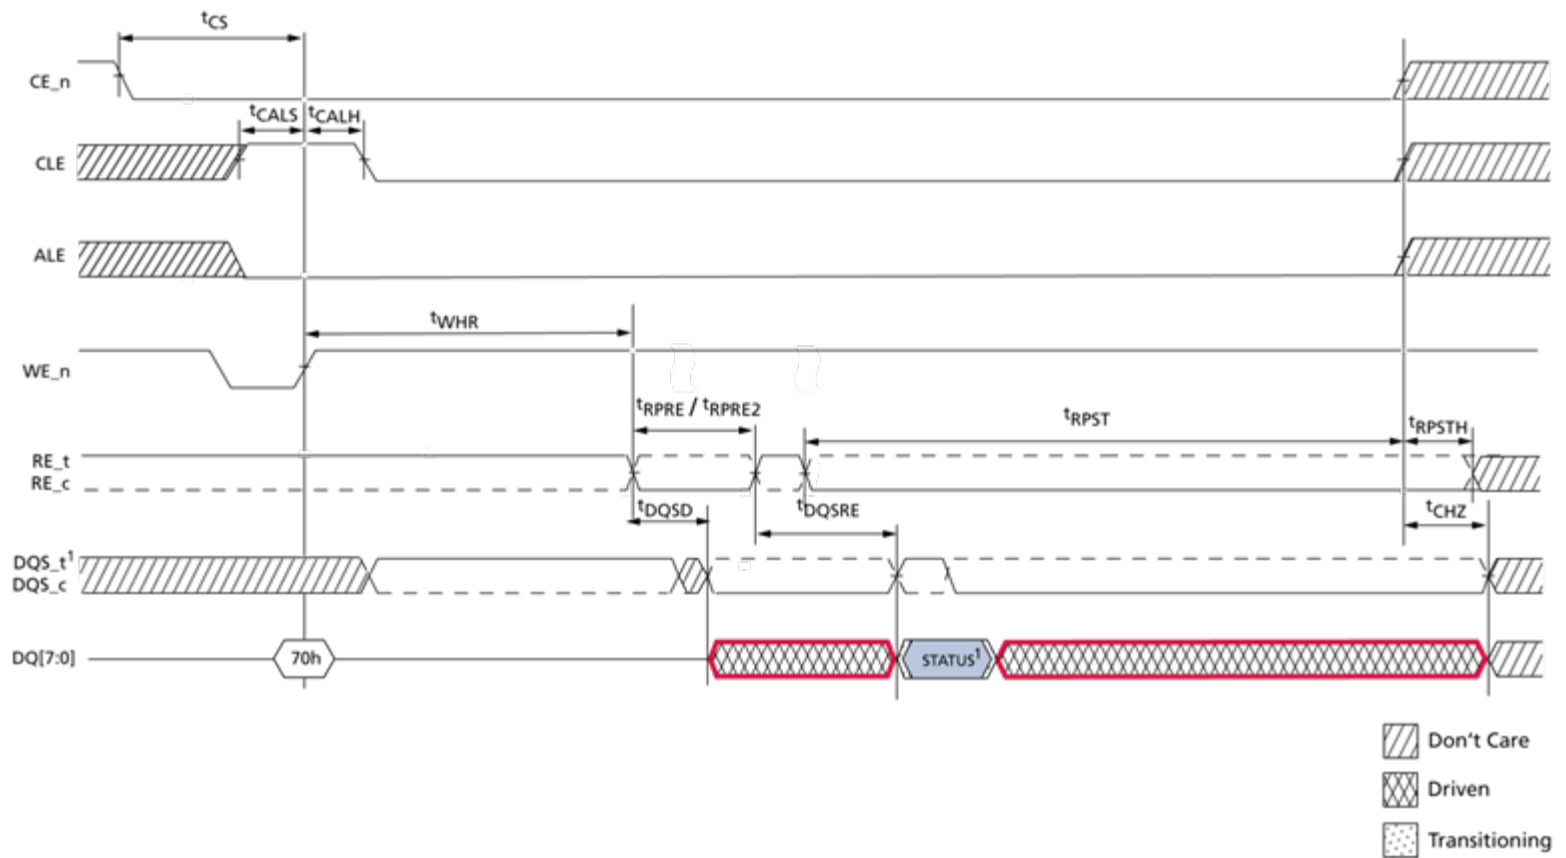 tCS
CE_n
tCALS tCALH
CLE
ALE
tWHR
WE_n
tRPRE / tRPRE2
tRPST
tRPSTH
RE_t
RE_c
tDQSD
tDQSRE
tCHZ
DQS_t1
DQS_c
DQ[7:0]
70h
STATUS1
Don't Care
Driven
Transitioning